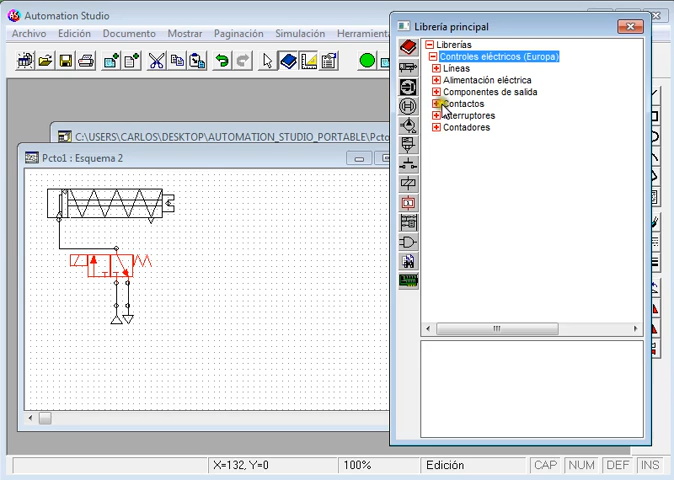 Automation Studio
Archivo Edición Documento Mostrar Paginación Simulación Herramienta
C:\USERS\CARLOS\DESKTOP\AUTOMATION_STUDIO_PORTABLE\Pcto
Pcto1 : Esquema 2
Librería principal
Librerías
Controles eléctricos (Europa)
Líneas
Alimentación eléctrica
Componentes de salida
Contactos
Interruptores
Contadores
X=132, Y=0 100% Edición CAP NUM DEF INS